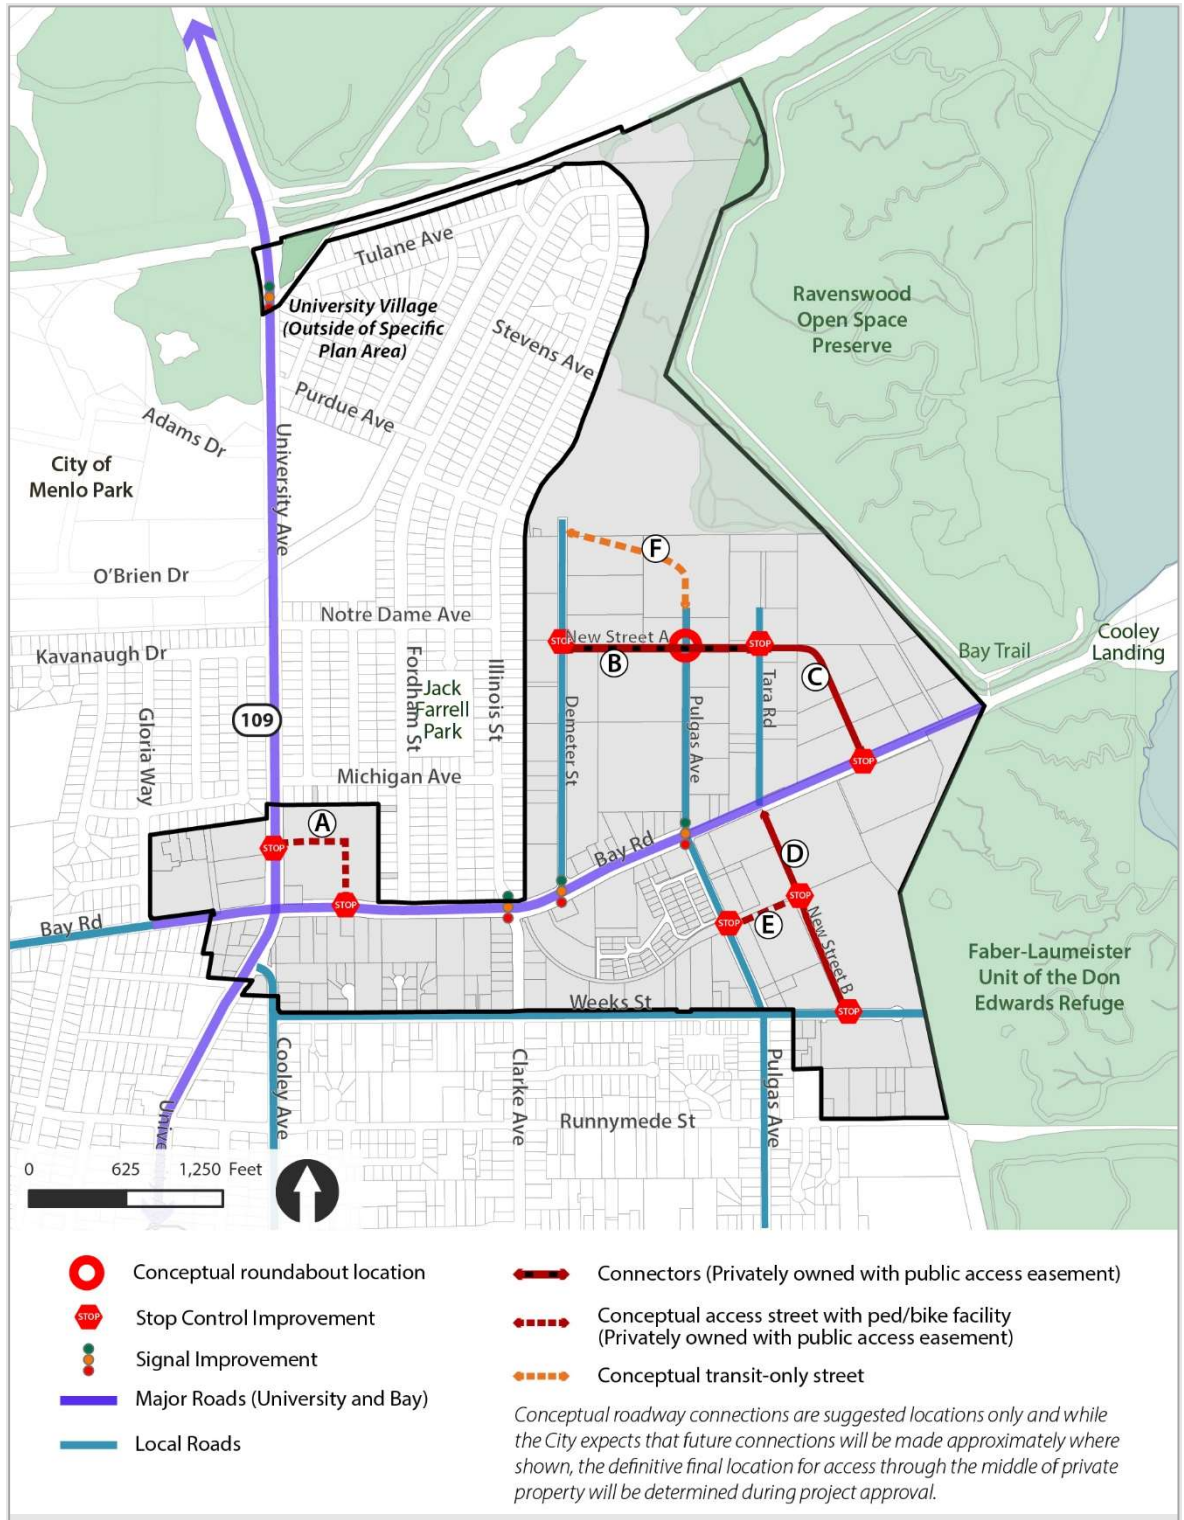 Tulane Ave
University Village
(Outside of Specific
Plan Area)
Stevens Ave
Ravenswood
Open Space
Preserve
Purdue Ave
Adams Dr
City of
Menlo Park
University Ave
F
O'Brien Dr
Notre Dame Ave
STOP
New Street A
STOP
Bay Trail
Cooley
Landing
Kavanaugh Dr
B
C
Fordham St
Illinois St
Jack
Farrell
Park
Gloria Way
109
Demeter St
Pulgas Ave
Tara Rd
STOP
Michigan Ave
A
STOP
Bay Rd
D
STOP
STOP
STOP
E
New Street B
Bay Rd
Faber-Laumeister
Unit of the Don
Edwards Refuge
Weeks St
STOP
Cooley Ave
Clarke Ave
Pulgas Ave
Runnymede St
Unive
0 625 1,250 Feet
Conceptual roundabout location
STOP
Stop Control Improvement
Signal Improvement
Major Roads (University and Bay)
Local Roads
Connectors (Privately owned with public access easement)
Conceptual access street with ped/bike facility
(Privately owned with public access easement)
Conceptual transit-only street
Conceptual roadway connections are suggested locations only and while
the City expects that future connections will be made approximately where
shown, the definitive final location for access through the middle of private
property will be determined during project approval.